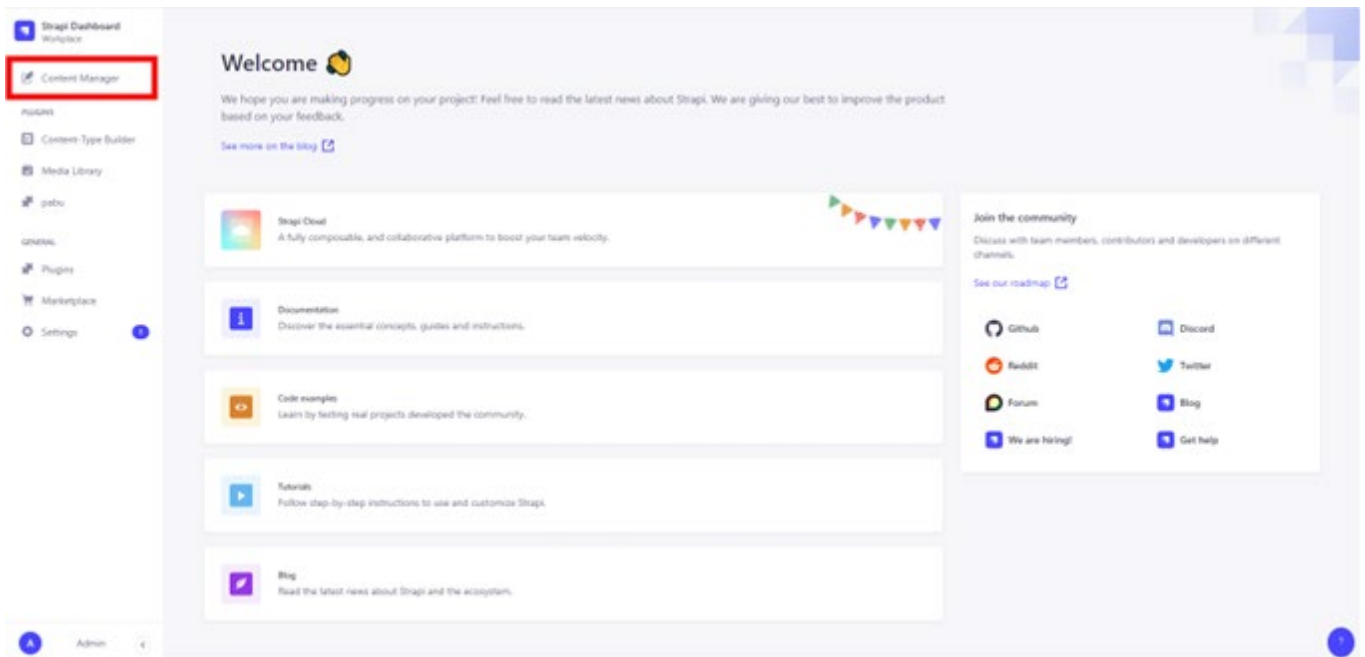 Strapi Dashboard
Workplace
Content Manager
PLUGINS
Content-Type Builder
Media Library
pabu
GENERAL
Plugins
Marketplace
Settings
A
Admin
Welcome
We hope you are making progress on your project! Feel free to read the latest news about Strapi. We are giving our best to improve the product
based on your feedback.
See more on the blog
Strapi Cloud
A fully composable, and collaborative platform to boost your team velocity.
i
Documentation
Discover the essential concepts, guides and instructions.
Code examples
Learn by testing real projects developed the community.
Tutorials
Follow step-by-step instructions to use and customize Strapi.
Blog
Read the latest news about Strapi and the ecosystem.
Join the community
Discuss with team members, contributors and developers on different
channels.
See our roadmap
Github
Discord
Reddit
Twitter
Forum
Blog
We are hiring!
Get help
?